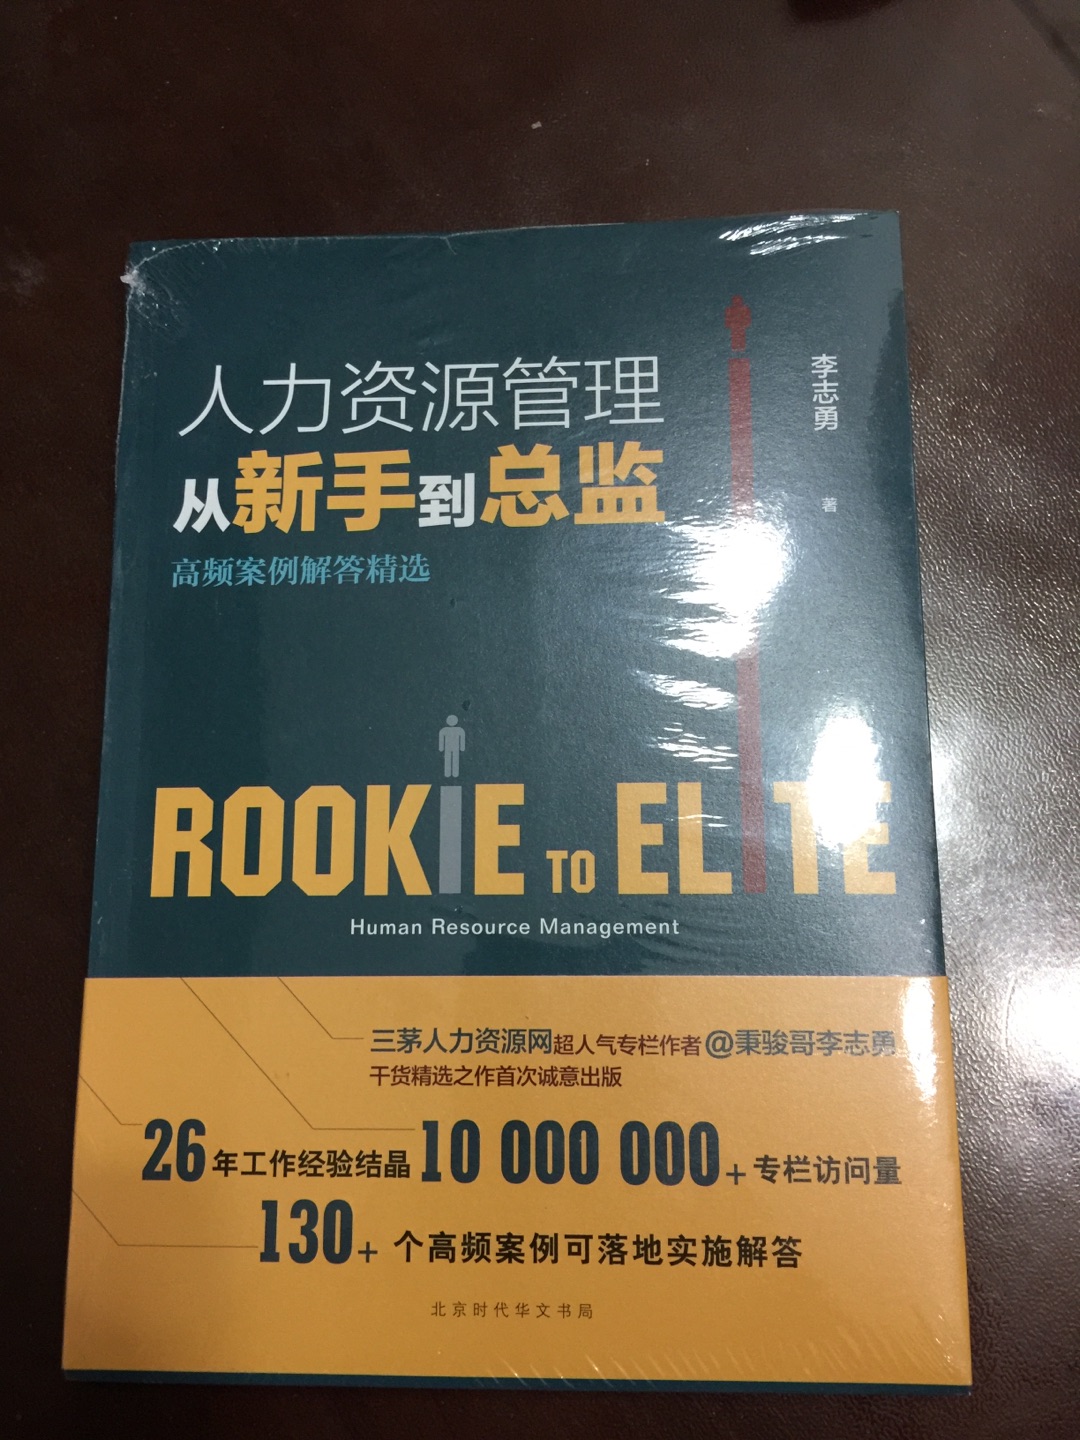 人力资源管理
从新手到总监
高频案例解答精选
李志勇 著
ROOKIE TO ELITE
Human Resource Management
三茅人力资源网超人气专栏作者@秉骏哥李志勇
干货精选之作首次诚意出版
26年工作经验结晶 10 000 000+专栏访问量
130+个高频案例可落地实施解答
北京时代华文书局